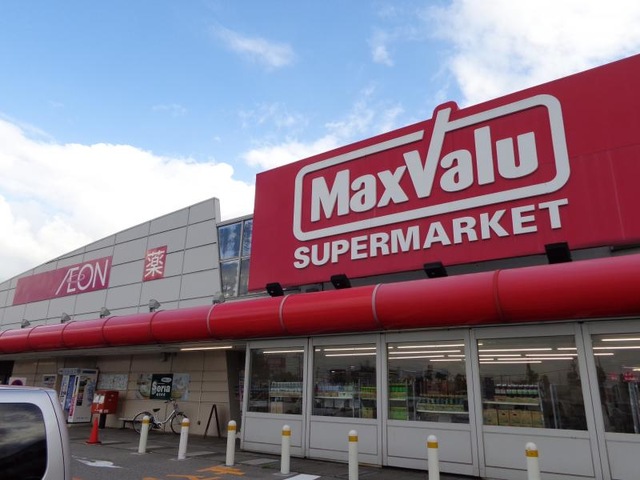 ÆON
薬
MaxValu
SUPERMARKET